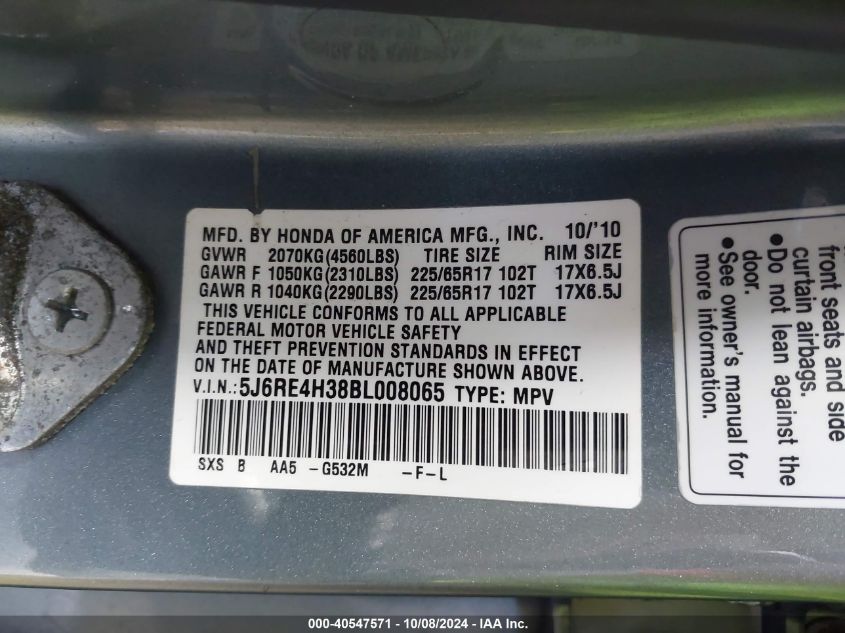 MFD. BY HONDA OF AMERICA MFG., INC. 10/'10
GVWR 2070KG(4560LBS) TIRE SIZE RIM SIZE
GAWR F 1050KG(2310LBS) 225/65R17 102T 17X6.5J
GAWR R 1040KG(2290LBS) 225/65R17 102T 17X6.5J
THIS VEHICLE CONFORMS TO ALL APPLICABLE
FEDERAL MOTOR VEHICLE SAFETY
AND THEFT PREVENTION STANDARDS IN EFFECT
ON THE DATE OF MANUFACTURE SHOWN ABOVE.
V.I.N.:5J6RE4H38BL008065 TYPE: MPV
SXS B AA5 -G532M -F-L
front seats and side
curtain airbags.
●Do not lean against the
door.
●See owner's manual for
more information.
000-40547571 - 10/08/2024 - IAA Inc.